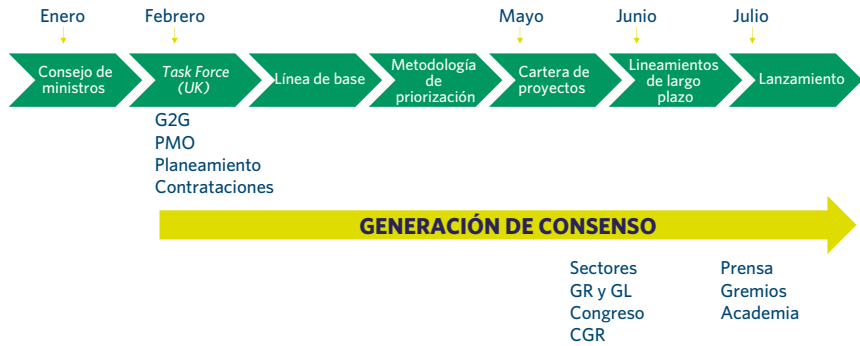 Enero
Febrero
Mayo
Junio
Julio
Consejo de
ministros
Task Force
(UK)
Línea de base
Metodología
de
priorización
Cartera de
proyectos
Lineamientos
de largo
plazo
Lanzamiento
G2G
PMO
Planeamiento
Contrataciones
GENERACIÓN DE CONSENSO
Sectores
GR y GL
Congreso
CGR
Prensa
Gremios
Academia